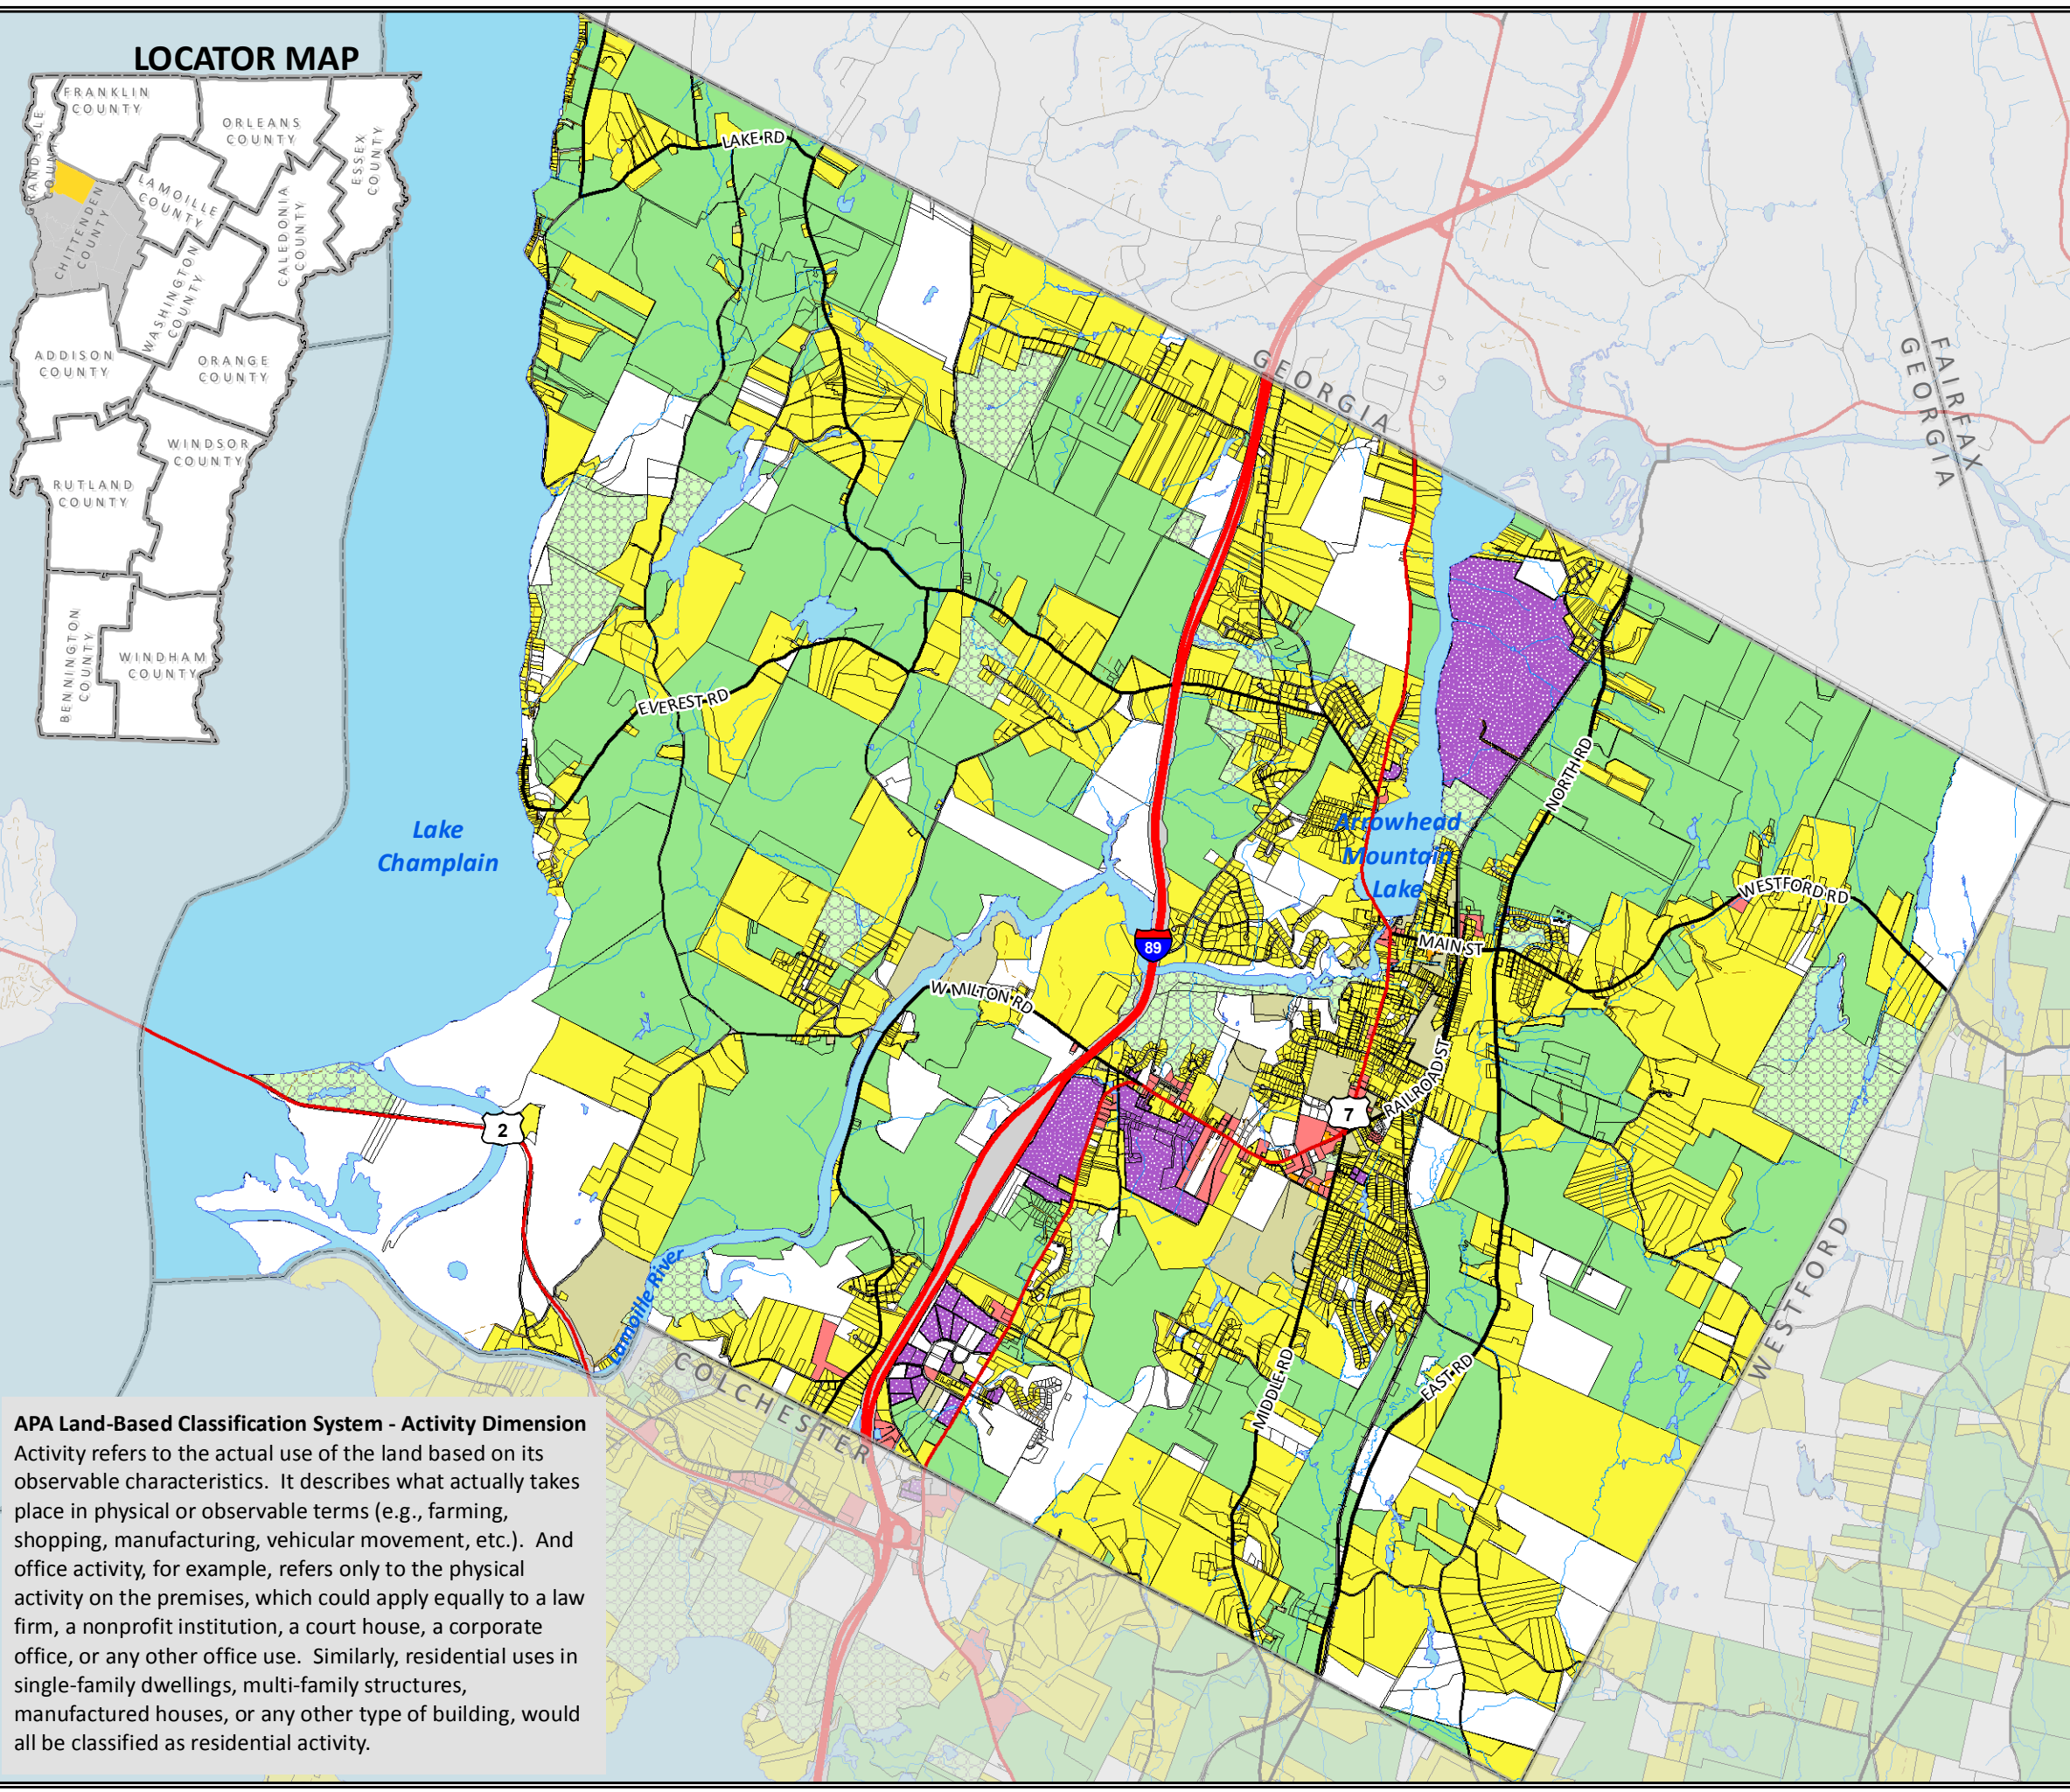 LOCATOR MAP
FRANKLIN
COUNTY
GRAND ISLE
COUNTY
ORLEANS
COUNTY
ESSEX
COUNTY
LAMOILLE
COUNTY
CHITTENDEN
COUNTY
CALEDONIA
COUNTY
WASHINGTON
COUNTY
ADDISON
COUNTY
ORANGE
COUNTY
WINDSOR
COUNTY
RUTLAND
COUNTY
BENNINGTON
COUNTY
WINDHAM
COUNTY
LAKE RD
GEORGIA
FAIRFAX
GEORGIA
EVEREST RD
NORTH RD
Lake
Champlain
Arrowhead
Mountain
Lake
WESTFORD RD
MAIN ST
89
W MILTON RD
RAILROAD ST
7
2
Lamoille River
WESTFORD
COLCHESTER
MIDDLE RD
EAST RD
APA Land-Based Classification System - Activity Dimension
Activity refers to the actual use of the land based on its
observable characteristics.  It describes what actually takes
place in physical or observable terms (e.g., farming,
shopping, manufacturing, vehicular movement, etc.).  And
office activity, for example, refers only to the physical
activity on the premises, which could apply equally to a law
firm, a nonprofit institution, a court house, a corporate
office, or any other office use.  Similarly, residential uses in
single-family dwellings, multi-family structures,
manufactured houses, or any other type of building, would
all be classified as residential activity.